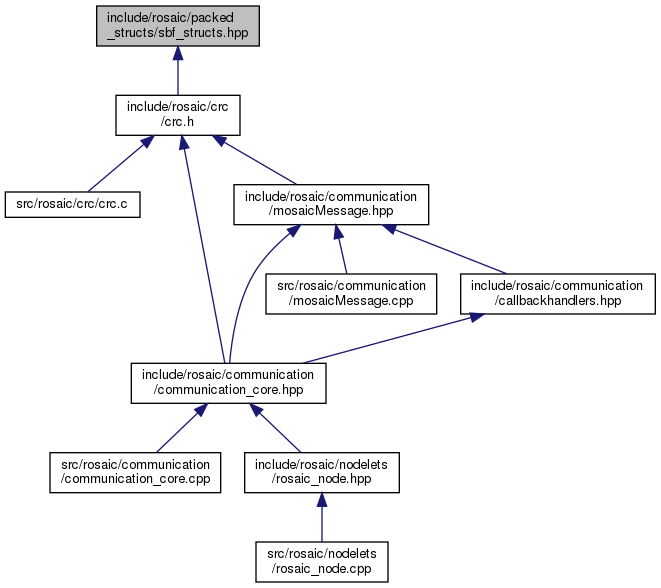 include/rosaic/packed
_structs/sbf_structs.hpp
include/rosaic/crc
/crc.h
src/rosaic/crc/crc.c
include/rosaic/communication
/mosaicMessage.hpp
src/rosaic/communication
/mosaicMessage.cpp
include/rosaic/communication
/callbackhandlers.hpp
include/rosaic/communication
/communication_core.hpp
src/rosaic/communication
/communication_core.cpp
include/rosaic/nodelets
/rosaic_node.hpp
src/rosaic/nodelets
/rosaic_node.cpp